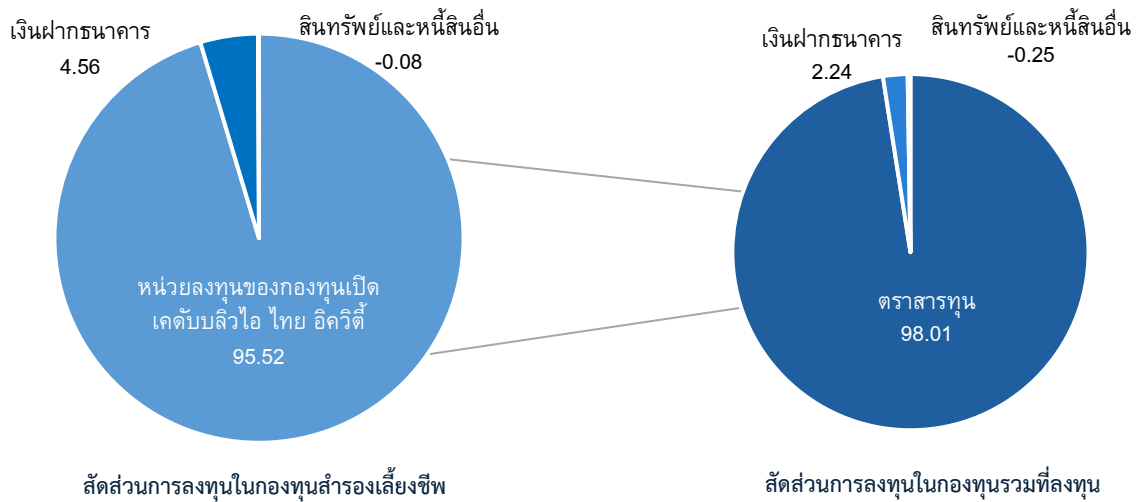 เงินฝากธนาคาร
4.56
สินทรัพย์และหนี้สินอื่น
-0.08
หน่วยลงทุนของกองทุนเปิด
เคดับบลิวไอ ไทย อิควิตี้
95.52
สัดส่วนการลงทุนในกองทุนสำรองเลี้ยงชีพ
เงินฝากธนาคาร
2.24
สินทรัพย์และหนี้สินอื่น
-0.25
ตราสารทุน
98.01
สัดส่วนการลงทุนในกองทุนรวมที่ลงทุน